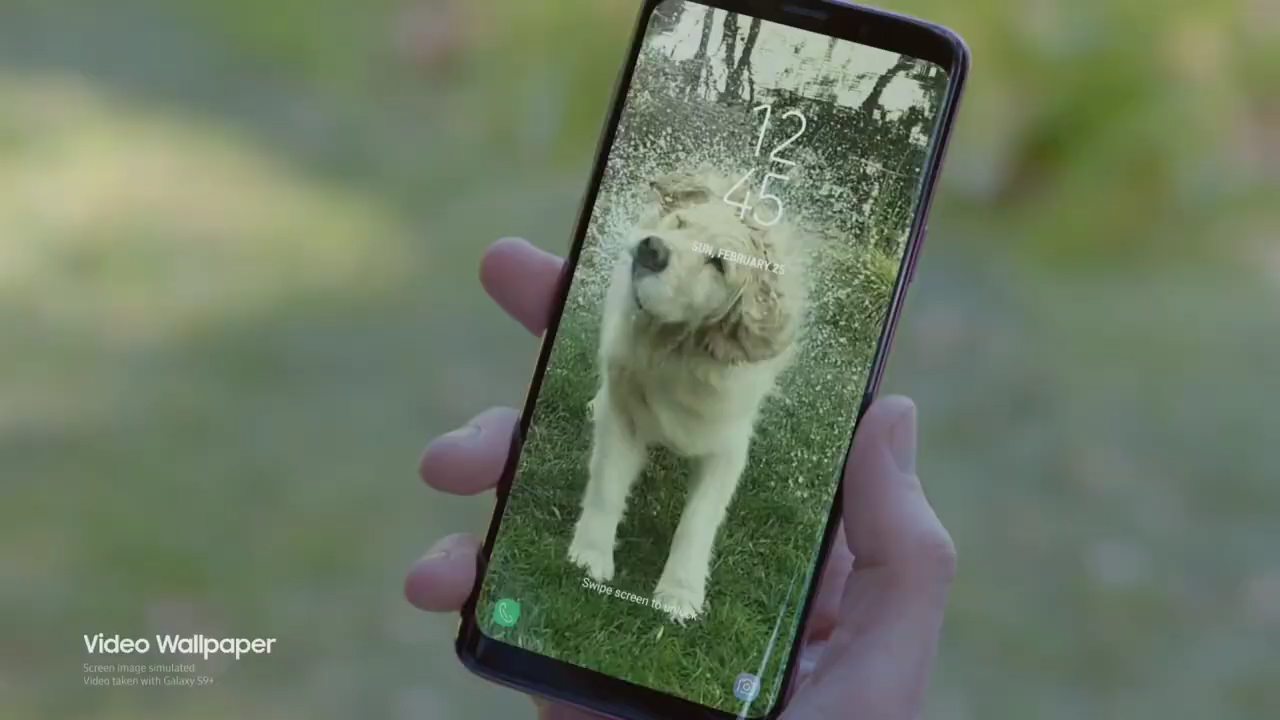 12
45
SUN, FEBRUARY 25
Swipe screen to unlock
Video Wallpaper
Screen image simulated
Video taken with Galaxy S9+